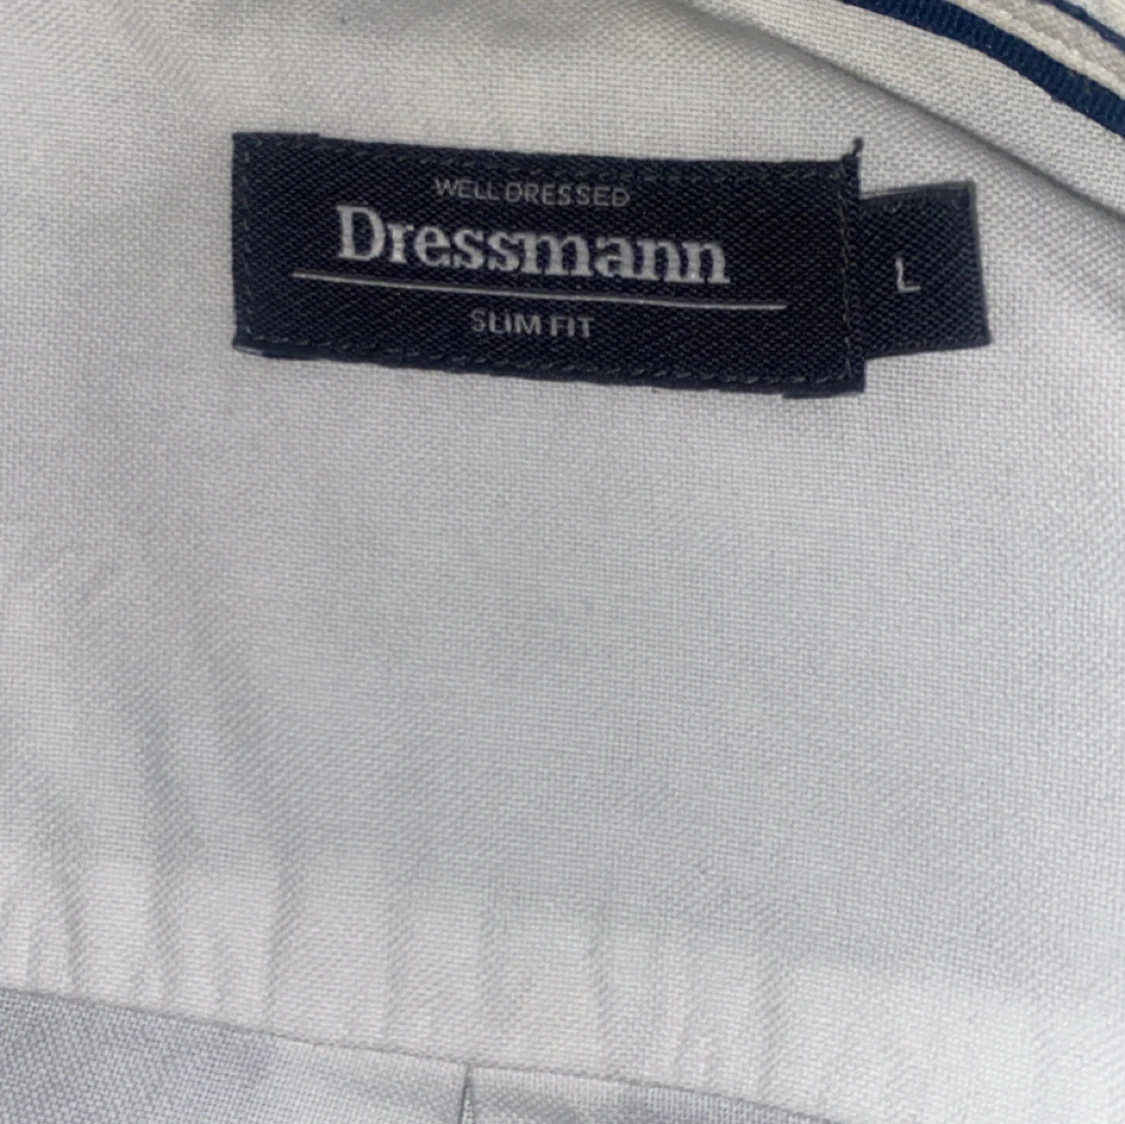 WELL DRESSED
Dressmann
SLIM FIT
L